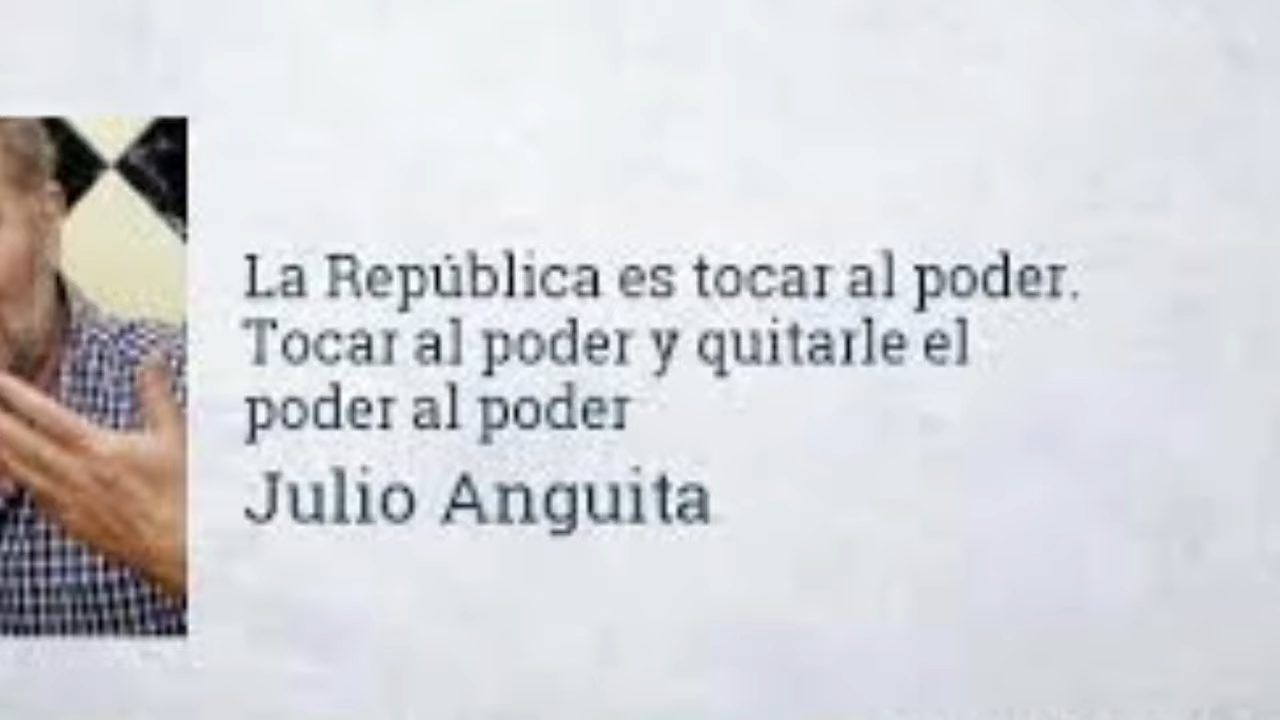 La República es tocar al poder.
Tocar al poder y quitarle el
poder al poder
Julio Anguita